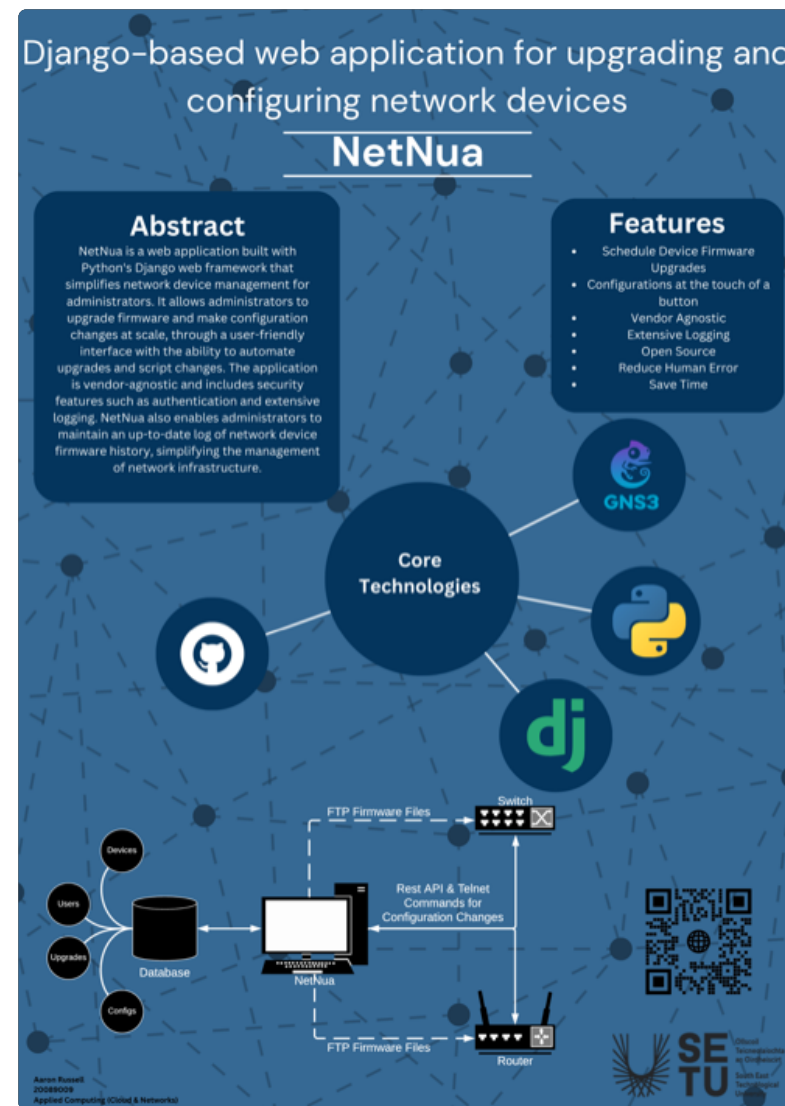 Django-based web application for upgrading and
configuring network devices
NetNua
Abstract
NetNua is a web application built with
Python's Django web framework that
simplifies network device management for
administrators. It allows administrators to
upgrade firmware and make configuration
changes at scale, through a user-friendly
interface with the ability to automate
upgrades and script changes. The application
is vendor-agnostic and includes security
features such as authentication and extensive
logging. NetNua also enables administrators to
maintain an up-to-date log of network device
firmware history, simplifying the management
of network infrastructure.
Features
• Schedule Device Firmware
Upgrades
• Configurations at the touch of a
button
• Vendor Agnostic
• Extensive Logging
• Open Source
• Reduce Human Error
• Save Time
GNS3
Core
Technologies
dj
Switch
FTP Firmware Files
Devices
Users
Upgrades
Configs
Database
NetNua
Rest API & Telnet
Commands for
Configuration Changes
FTP Firmware Files
Router
SE
TU
South East
Technological
Aaron Russell
20089009
Applied Computing (Cloud & Networks)